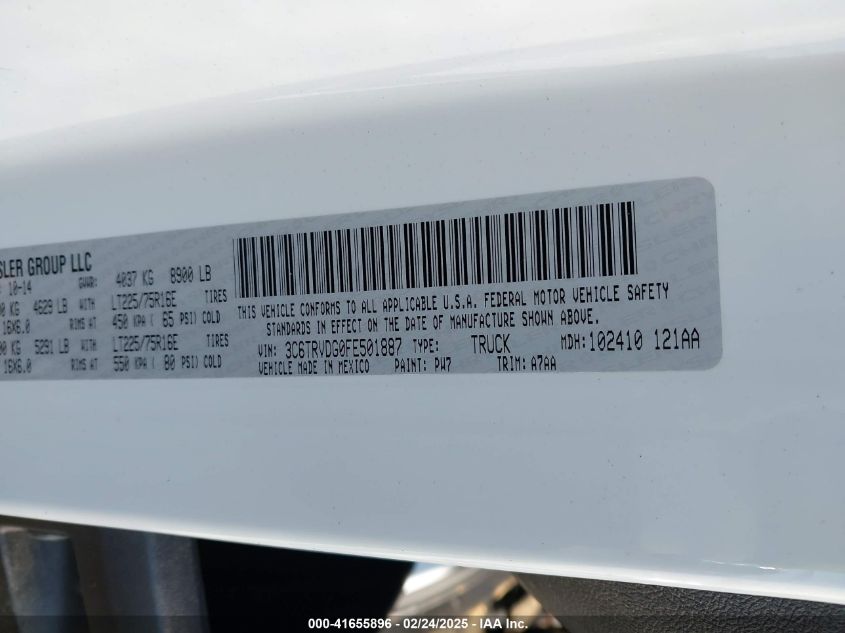 SLER GROUP LLC
10-14 GVWR: 4037 KG 8900 LB
KG 4629 LB WITH LT225/75R16E TIRES
16X6.0 RIMS AT 450 KPA ( 65 PSI) COLD
KG 5291 LB WITH LT225/75R16E TIRES
16X6.0 RIMS AT 550 KPA ( 80 PSI) COLD
THIS VEHICLE CONFORMS TO ALL APPLICABLE U.S.A. FEDERAL MOTOR VEHICLE SAFETY
STANDARDS IN EFFECT ON THE DATE OF MANUFACTURE SHOWN ABOVE.
VIN: 3C6TRVDG0FE501887 TYPE: TRUCK MDH: 102410 121AA
VEHICLE MADE IN MEXICO PAINT: PW7 TRIM: A7AA
000-41655896 - 02/24/2025 - IAA Inc.